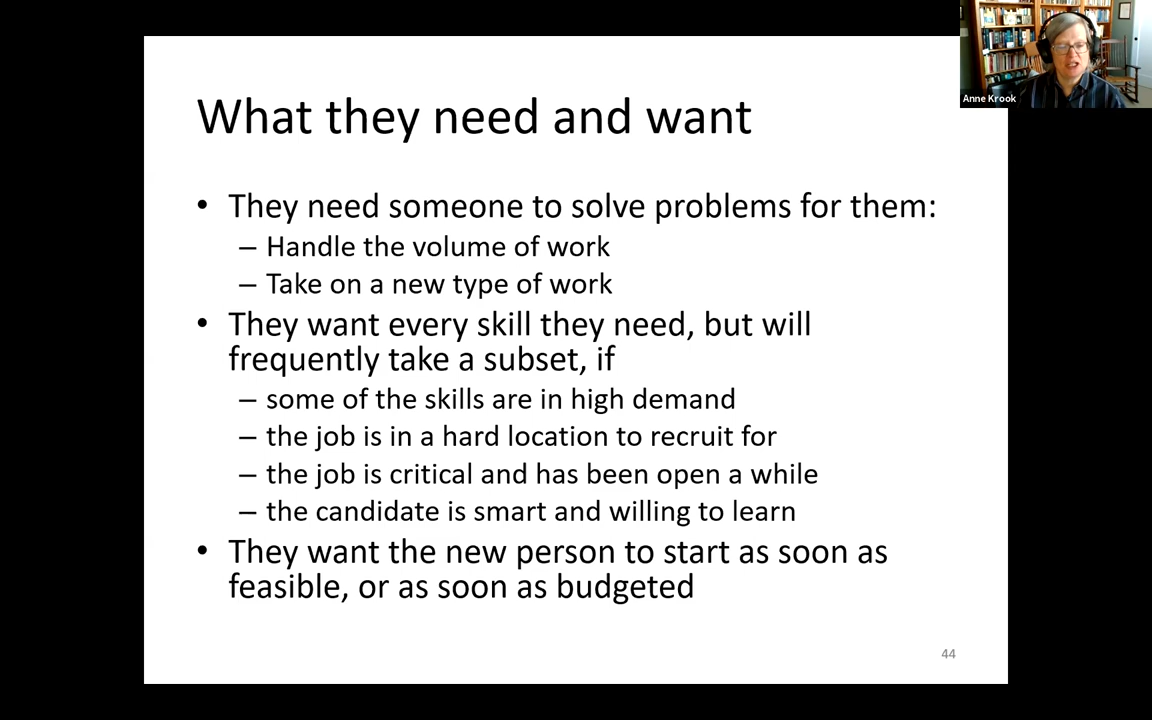 What they need and want
• They need someone to solve problems for them:
– Handle the volume of work
– Take on a new type of work
• They want every skill they need, but will
frequently take a subset, if
– some of the skills are in high demand
– the job is in a hard location to recruit for
– the job is critical and has been open a while
– the candidate is smart and willing to learn
• They want the new person to start as soon as
feasible, or as soon as budgeted
44
Anne Krook